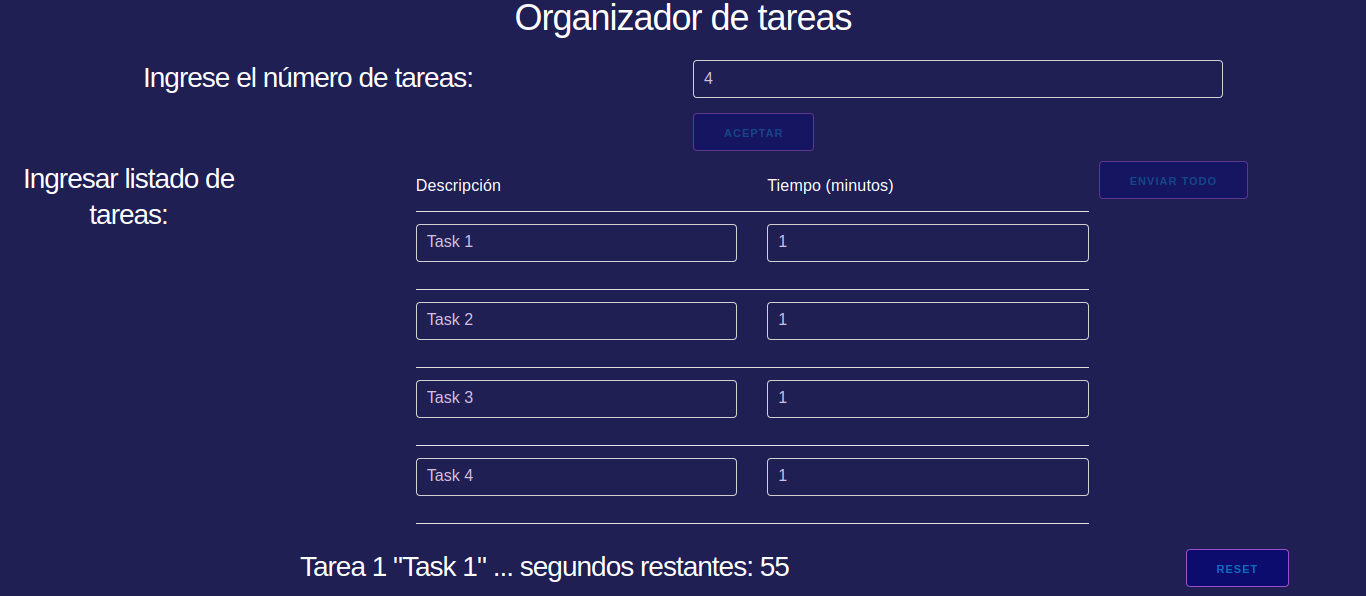 Organizador de tareas
Ingrese el número de tareas:
4
ACEPTAR
Ingresar listado de
tareas:
Descripción
Tiempo (minutos)
ENVIAR TODO
Task 1
1
Task 2
1
Task 3
1
Task 4
1
Tarea 1 "Task 1" ... segundos restantes: 55
RESET